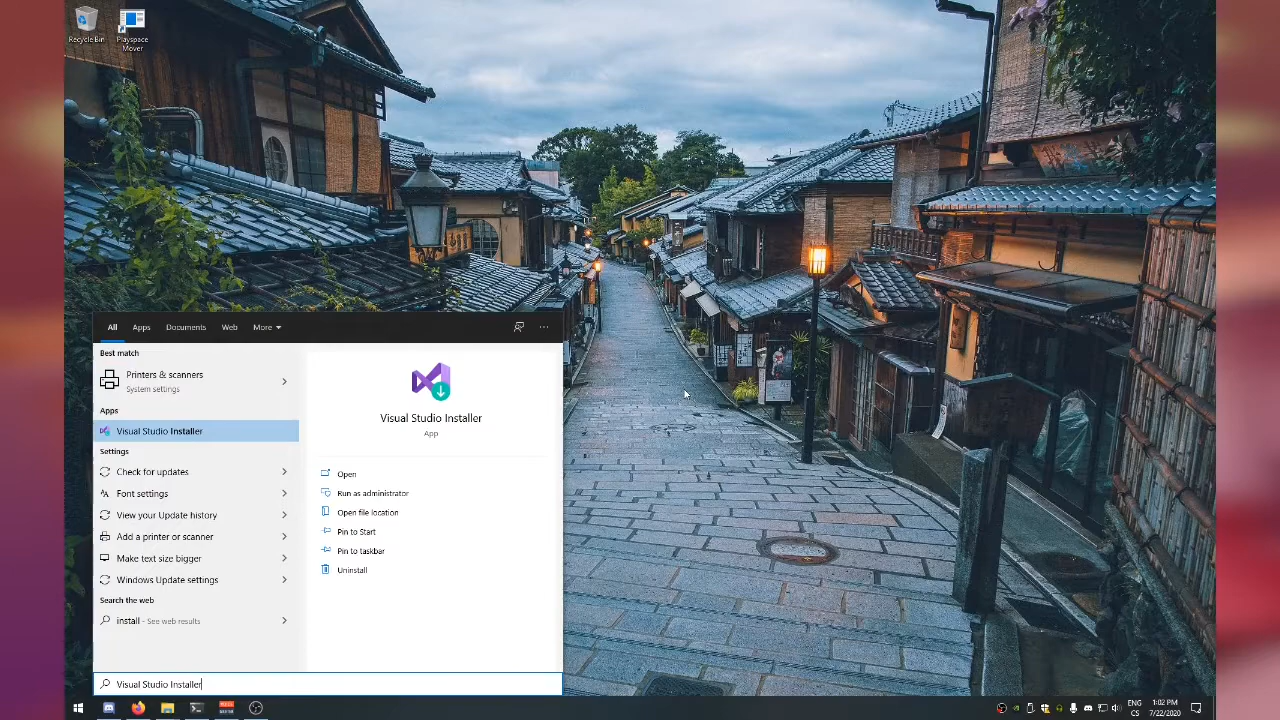 Recycle Bin
Playspace
Mover
All
Apps
Documents
Web
More
Best match
Printers & scanners
System settings
Apps
Visual Studio Installer
Settings
Check for updates
Font settings
View your Update history
Add a printer or scanner
Make text size bigger
Windows Update settings
Search the web
install - See web results
Visual Studio Installer
App
Open
Run as administrator
Open file location
Pin to Start
Pin to taskbar
Uninstall
Visual Studio Installer
ENG
CS
1:02 PM
7/22/2020